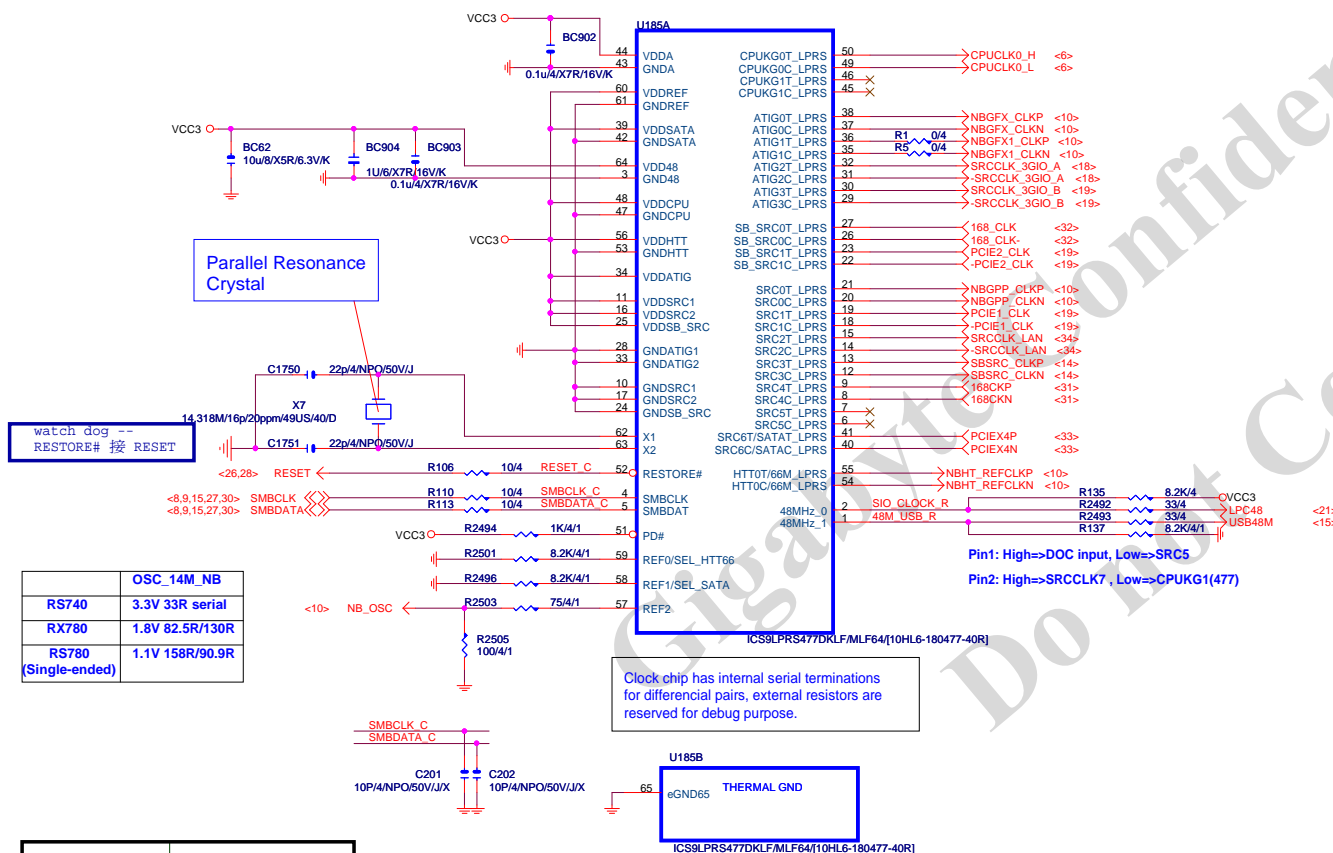 VCC3
BC902
0.1u/4/X7R/16V/K
VCC3
BC62
10u/8/X5R/6.3V/K
BC904
1U/6/X7R/16V/K
BC903
0.1u/4/X7R/16V/K
VCC3
Parallel Resonance
Crystal
C1750
22p/4/NPO/50V/J
X7
14.318M/16p/20ppm/49US/40/D
C1751
22p/4/NPO/50V/J
watch dog --
RESTORE# 接 RESET
<26,28> RESET R106 10/4 RESET_C
<8,9,15,27,30> SMBCLK R110 10/4 SMBCLK_C
<8,9,15,27,30> SMBDATA R113 10/4 SMBDATA_C
VCC3 R2494 1K/4/1
R2501 8.2K/4/1
R2496 8.2K/4/1
<10> NB_OSC R2503 75/4/1
R2505
100/4/1
U185A
44 VDDA
43 GNDA
60 VDDREF
61 GNDREF
39 VDDSATA
42 GNDSATA
64 VDD48
3 GND48
48 VDDCPU
47 GNDCPU
56 VDDHTT
53 GNDHTT
34 VDDATIG
11 VDDSRC1
16 VDDSRC2
25 VDDSB_SRC
28 GNDATIG1
33 GNDATIG2
10 GNDSRC1
17 GNDSRC2
24 GNDSB_SRC
62 X1
63 X2
52 RESTORE#
4 SMBCLK
5 SMBDAT
51 PD#
59 REF0/SEL_HTT66
58 REF1/SEL_SATA
57 REF2
CPUKG0T_LPRS 50 CPUCLK0_H <6>
CPUKG0C_LPRS 49 CPUCLK0_L <6>
CPUKG1T_LPRS 46
CPUKG1C_LPRS 45
ATIG0T_LPRS 38 NBGFX_CLKP <10>
ATIG0C_LPRS 37 NBGFX_CLKN <10>
ATIG1T_LPRS 36 R1 0/4 NBGFX1_CLKP <10>
ATIG1C_LPRS 35 R5 0/4 NBGFX1_CLKN <10>
ATIG2T_LPRS 32 SRCCLK_3GIO_A <18>
ATIG2C_LPRS 31 -SRCCLK_3GIO_A <18>
ATIG3T_LPRS 30 SRCCLK_3GIO_B <19>
ATIG3C_LPRS 29 -SRCCLK_3GIO_B <19>
SB_SRC0T_LPRS 27 168_CLK <32>
SB_SRC0C_LPRS 26 168_CLK- <32>
SB_SRC1T_LPRS 23 PCIE2_CLK <19>
SB_SRC1C_LPRS 22 -PCIE2_CLK <19>
SRC0T_LPRS 21 NBGPP_CLKP <10>
SRC0C_LPRS 20 NBGPP_CLKN <10>
SRC1T_LPRS 19 PCIE1_CLK <19>
SRC1C_LPRS 18 -PCIE1_CLK <19>
SRC2T_LPRS 15 SRCCLK_LAN <34>
SRC2C_LPRS 14 -SRCCLK_LAN <34>
SRC3T_LPRS 13 SBSRC_CLKP <14>
SRC3C_LPRS 12 SBSRC_CLKN <14>
SRC4T_LPRS 9 168CKP <31>
SRC4C_LPRS 8 168CKN <31>
SRC5T_LPRS 7
SRC5C_LPRS 6
SRC6T/SATAT_LPRS 41 PCIEX4P <33>
SRC6C/SATAC_LPRS 40 PCIEX4N <33>
HTT0T/66M_LPRS 55 NBHT_REFCLKP <10>
HTT0C/66M_LPRS 54 NBHT_REFCLKN <10>
48MHz_0 2 SIO_CLOCK_R
48MHz_1 1 48M_USB_R
R135 8.2K/4 VCC3
R2492 33/4 LPC48 <21>
R2493 33/4 USB48M <15>
R137 8.2K/4/1
Pin1: High=>DOC input, Low=>SRC5
Pin2: High=>SRCCLK7 , Low=>CPUKG1(477)
ICS9LPRS477DKLF/MLF64/[10HL6-180477-40R]
OSC_14M_NB
RS740 3.3V 33R serial
RX780 1.8V 82.5R/130R
RS780 1.1V 158R/90.9R
(Single-ended)
Clock chip has internal serial terminations
for differencial pairs, external resistors are
reserved for debug purpose.
SMBCLK_C
SMBDATA_C
C201
10P/4/NPO/50V/J/X
C202
10P/4/NPO/50V/J/X
U185B
65 eGND65
THERMAL GND
ICS9LPRS477DKLF/MLF64/[10HL6-180477-40R]
Gigabyte Confiden
Do not Co